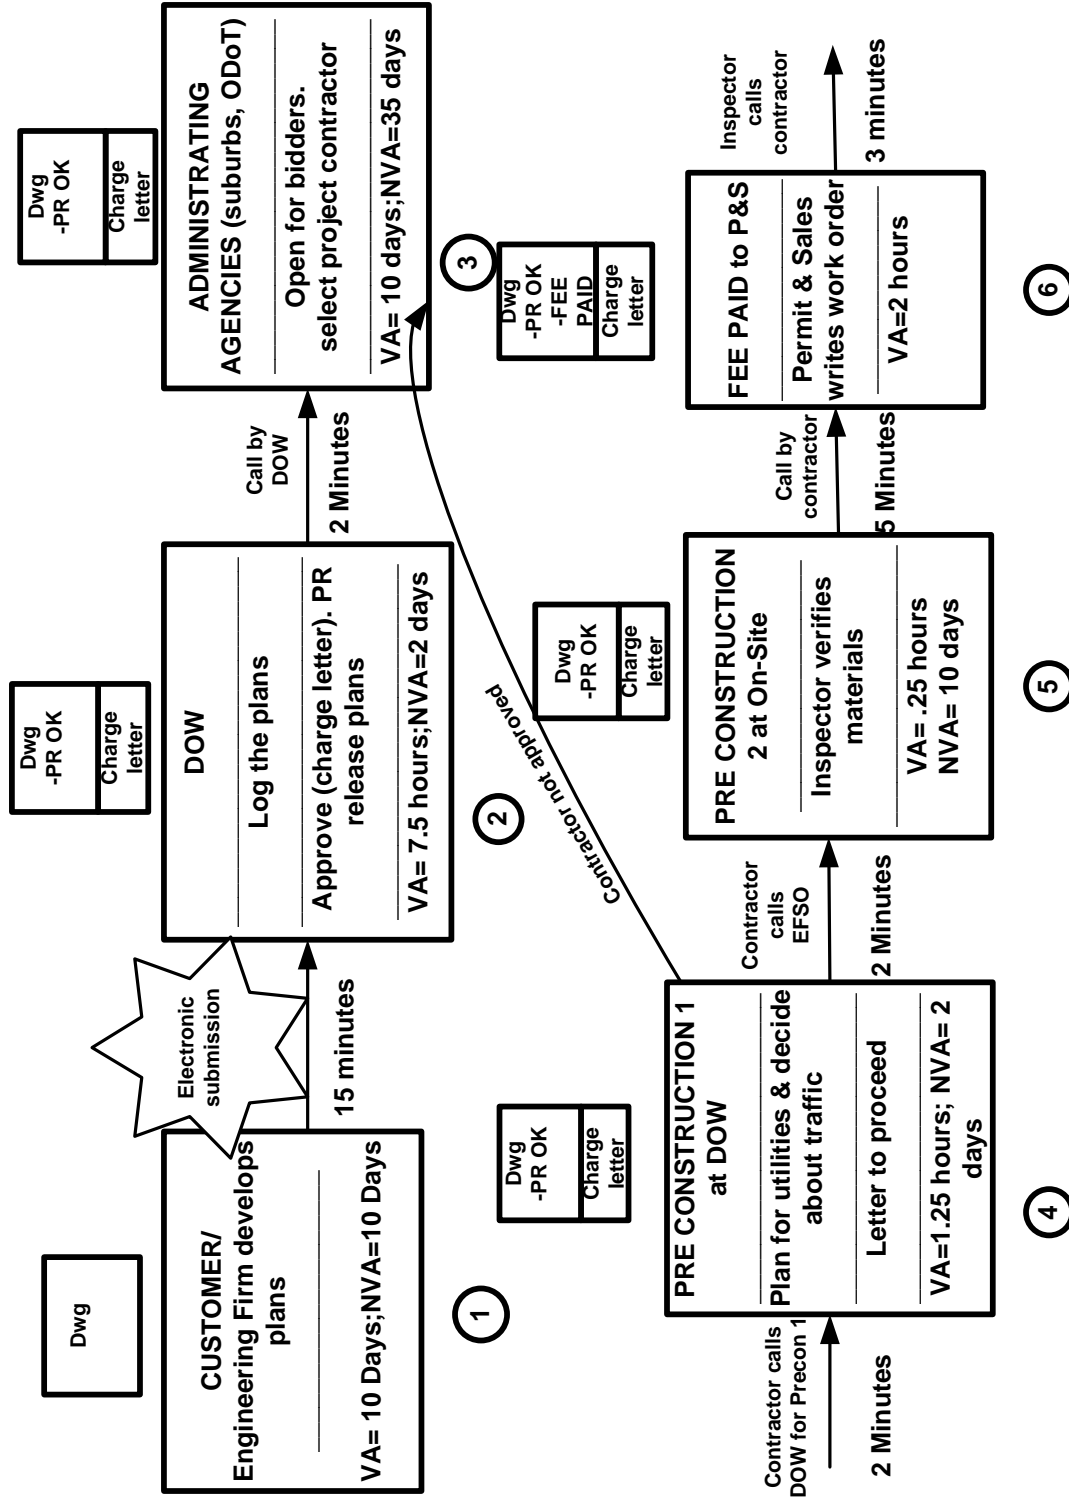 Dwg
CUSTOMER/
Engineering Firm develops
plans
VA= 10 Days;NVA=10 Days
1
Electronic
submission
15 minutes
Dwg
-PR OK
Charge
letter
DOW
Log the plans
Approve (charge letter). PR
release plans
VA= 7.5 hours;NVA=2 days
2
Call by
DOW
2 Minutes
Dwg
-PR OK
Charge
letter
ADMINISTRATING
AGENCIES (suburbs, ODoT)
Open for bidders.
select project contractor
VA= 10 days;NVA=35 days
3
Contractor not approved
Contractor calls
DOW for Precon 1
2 Minutes
Dwg
-PR OK
Charge
letter
PRE CONSTRUCTION 1
at DOW
Plan for utilities & decide
about traffic
Letter to proceed
VA=1.25 hours; NVA= 2
days
4
Contractor
calls
EFSO
2 Minutes
Dwg
-PR OK
Charge
letter
PRE CONSTRUCTION
2 at On-Site
Inspector verifies
materials
VA= .25 hours
NVA= 10 days
5
Call by
contractor
5 Minutes
Dwg
-PR OK
-FEE
PAID
Charge
letter
FEE PAID to P&S
Permit & Sales
writes work order
VA=2 hours
6
Inspector
calls
contractor
3 minutes